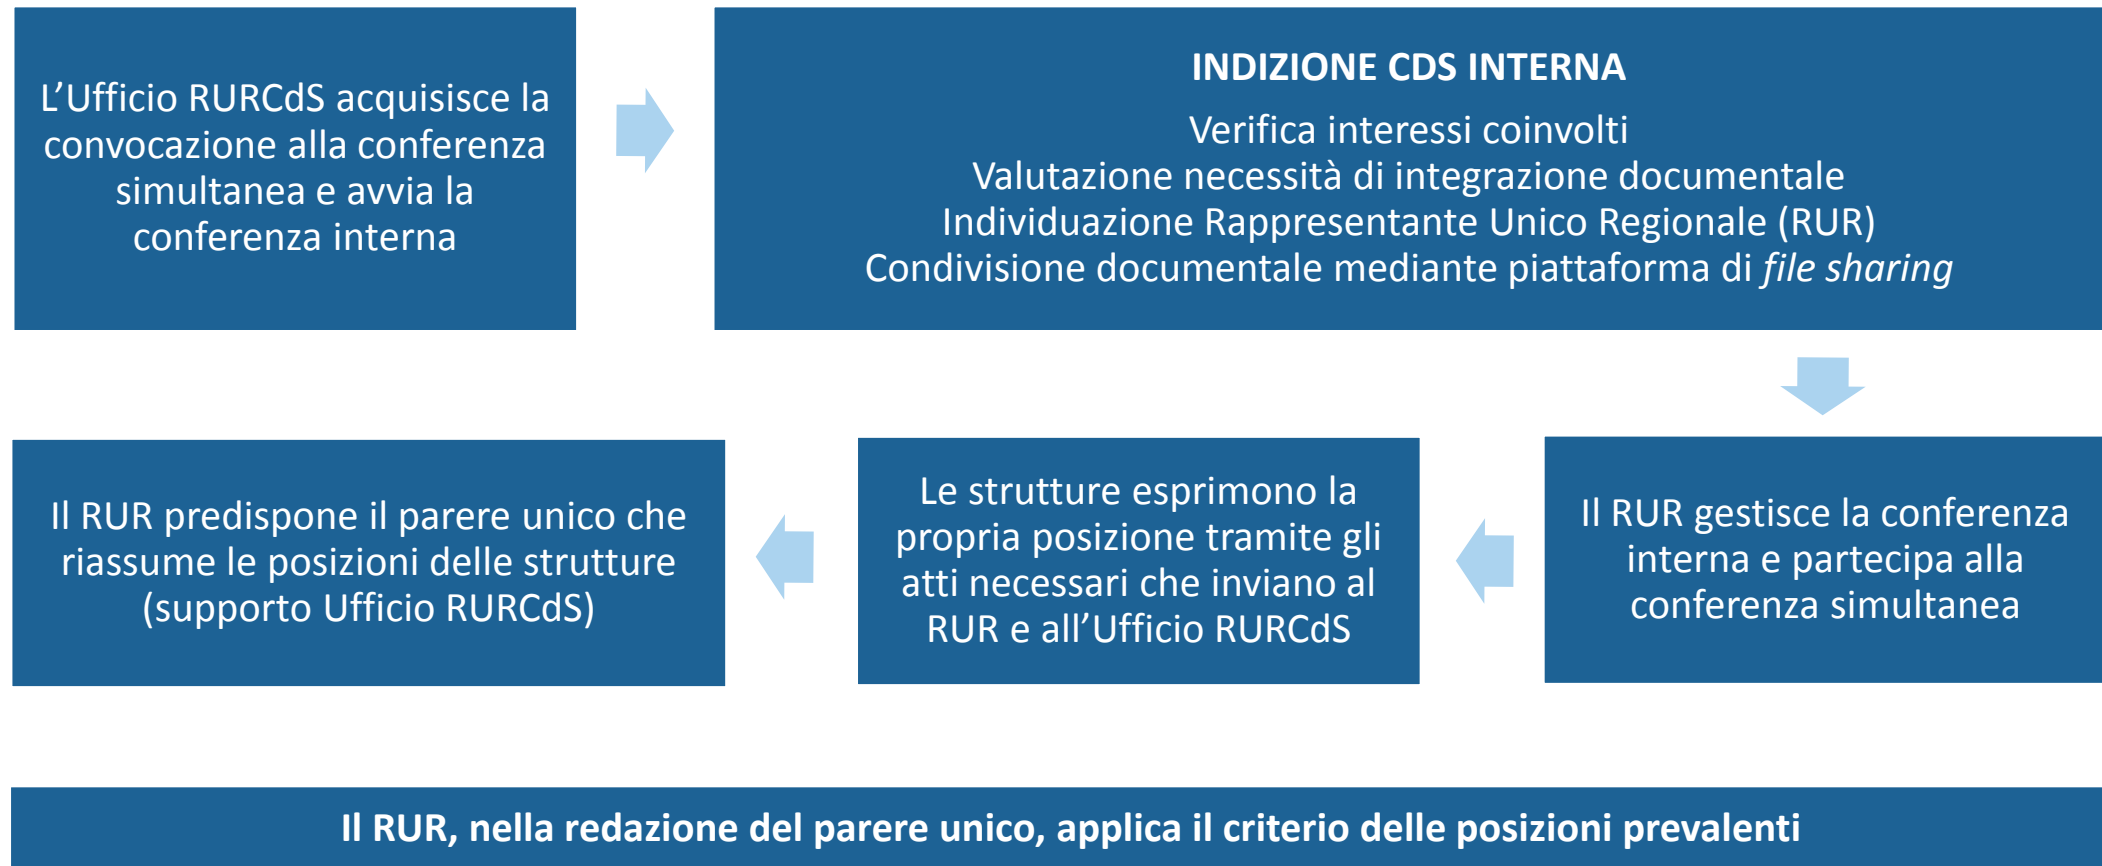 L'Ufficio RURCdS acquisisce la
convocazione alla conferenza
simultanea e avvia la
conferenza interna
INDIZIONE CDS INTERNA
Verifica interessi coinvolti
Valutazione necessità di integrazione documentale
Individuazione Rappresentante Unico Regionale (RUR)
Condivisione documentale mediante piattaforma di file sharing
Il RUR gestisce la conferenza
interna e partecipa alla
conferenza simultanea
Le strutture esprimono la
propria posizione tramite gli
atti necessari che inviano al
RUR e all'Ufficio RURCdS
Il RUR predispone il parere unico che
riassume le posizioni delle strutture
(supporto Ufficio RURCdS)
Il RUR, nella redazione del parere unico, applica il criterio delle posizioni prevalenti